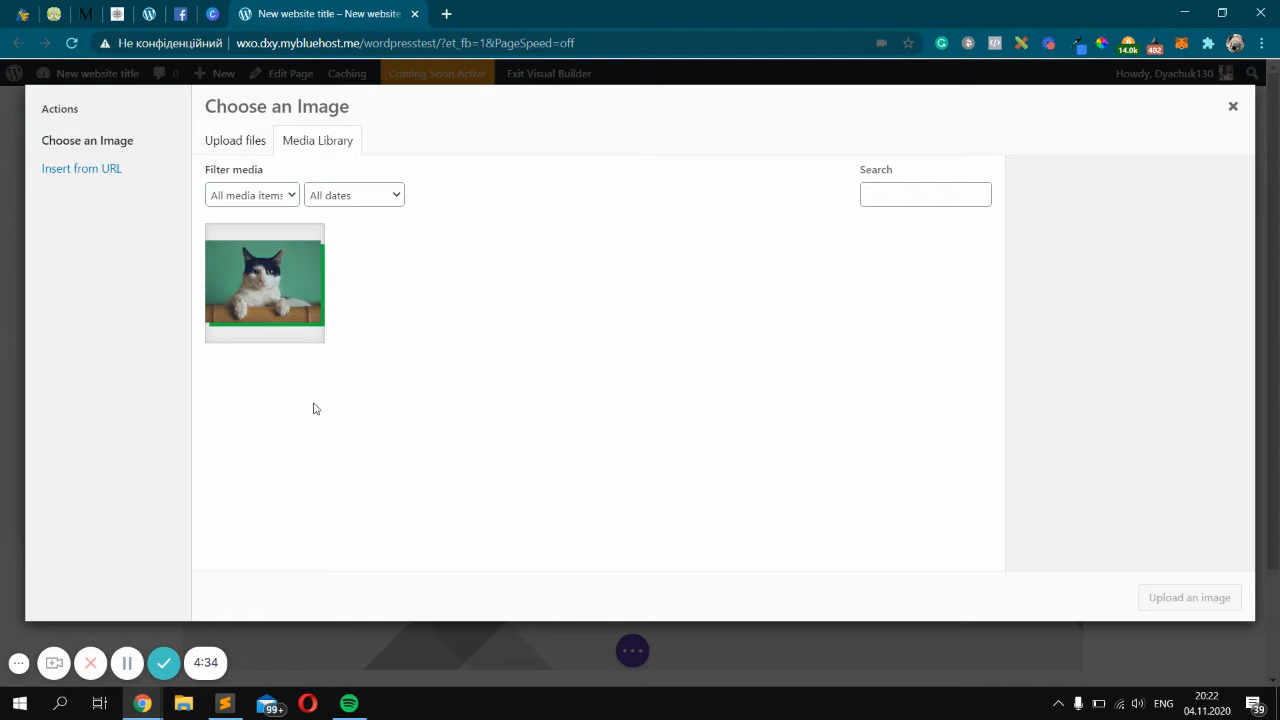 New website title – New website
Не конфіденційний
wxo.dxy.mybluehost.me/wordpresstest/?et_fb=1&PageSpeed=off
14.0k
402
New website title
0
New
Edit Page
Caching
Coming Soon Active
Exit Visual Builder
Howdy, Dyachuk130
Actions
Choose an Image
Insert from URL
Choose an Image
Upload files
Media Library
Filter media
All media items
All dates
Search
Upload an image
4:34
99+
ENG
20:22
04.11.2020
39